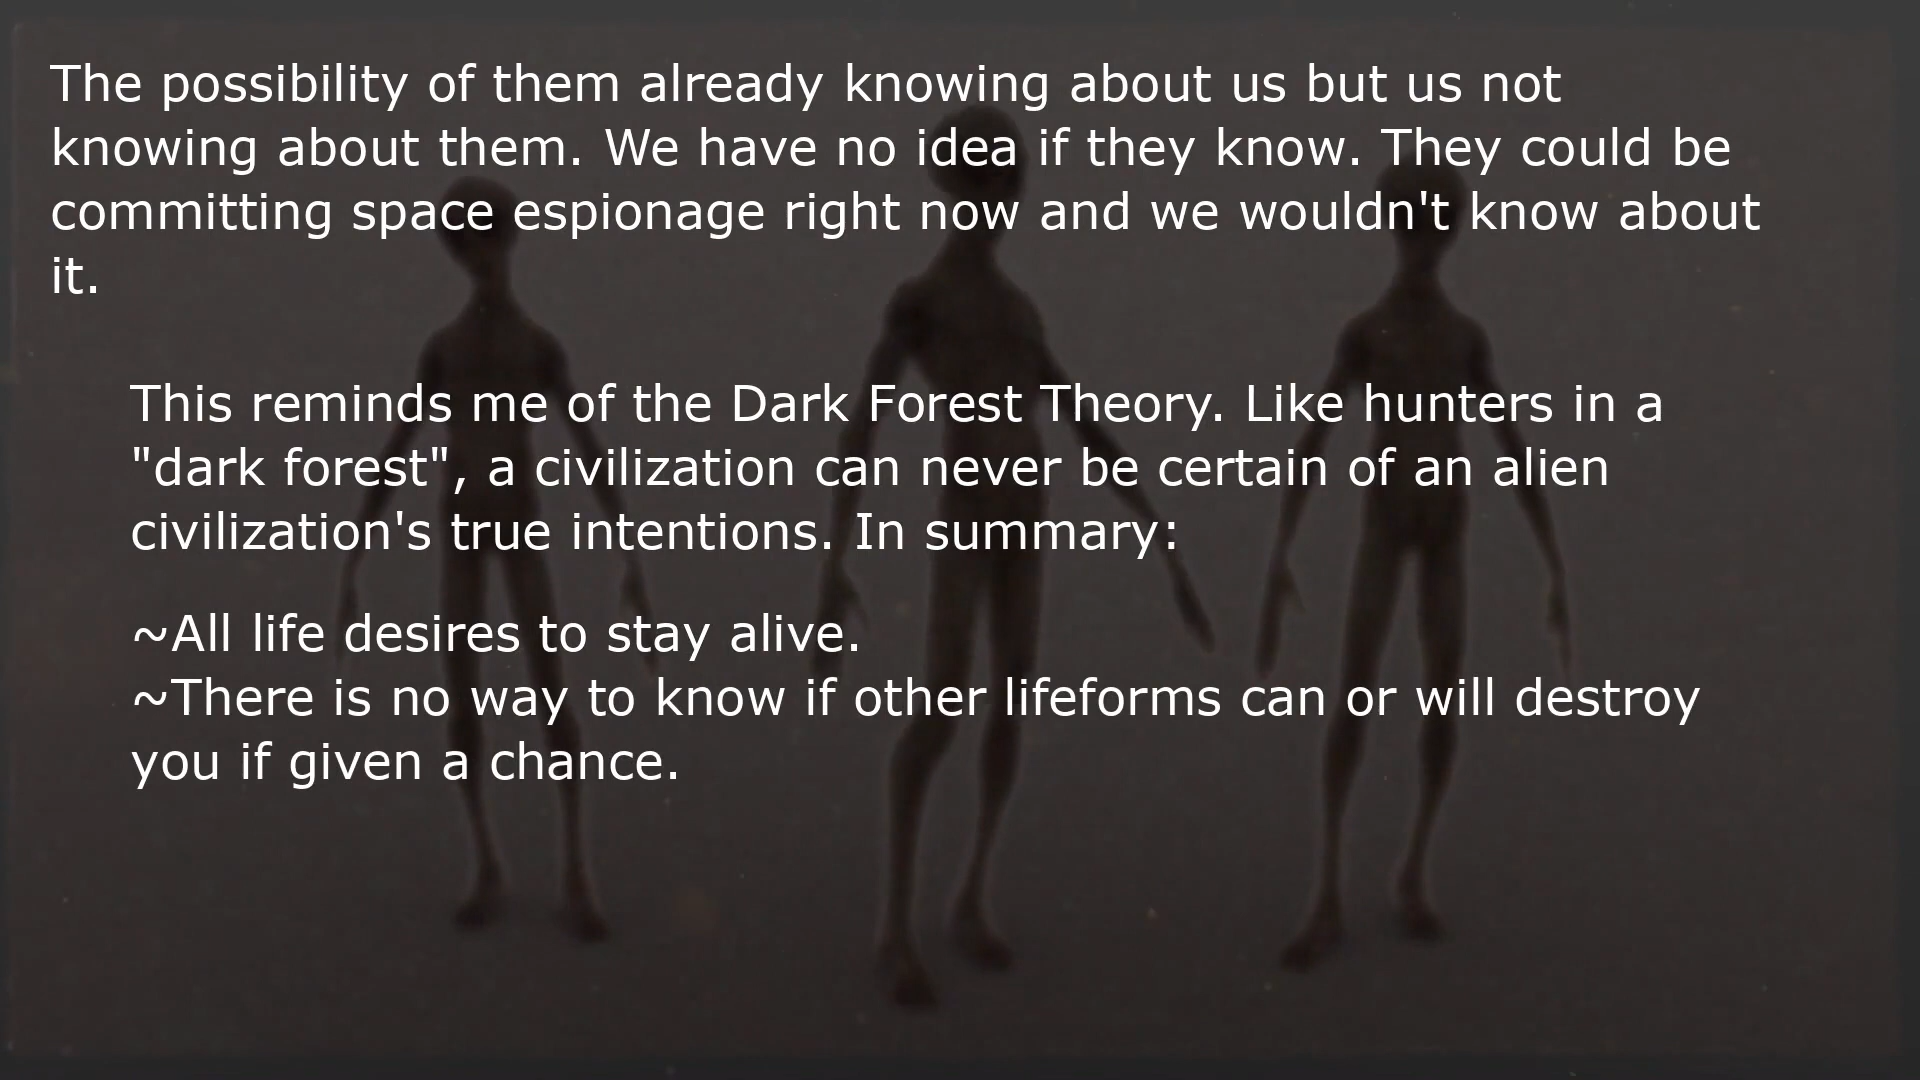 The possibility of them already knowing about us but us not
knowing about them. We have no idea if they know. They could be
committing space espionage right now and we wouldn't know about
it.
This reminds me of the Dark Forest Theory. Like hunters in a
"dark forest", a civilization can never be certain of an alien
civilization's true intentions. In summary:
~All life desires to stay alive.
~There is no way to know if other lifeforms can or will destroy
you if given a chance.